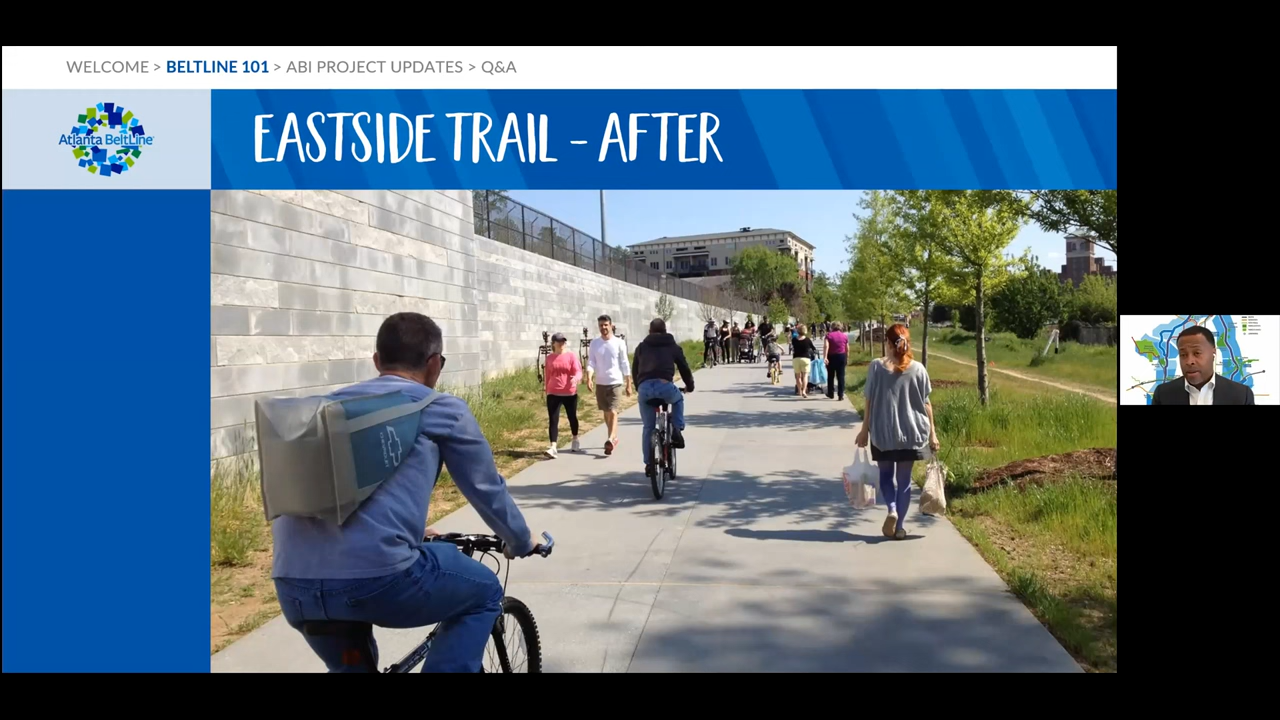 WELCOME > BELTLINE 101 > ABI PROJECT UPDATES > Q&A
Atlanta BeltLine
EASTSIDE TRAIL – AFTER